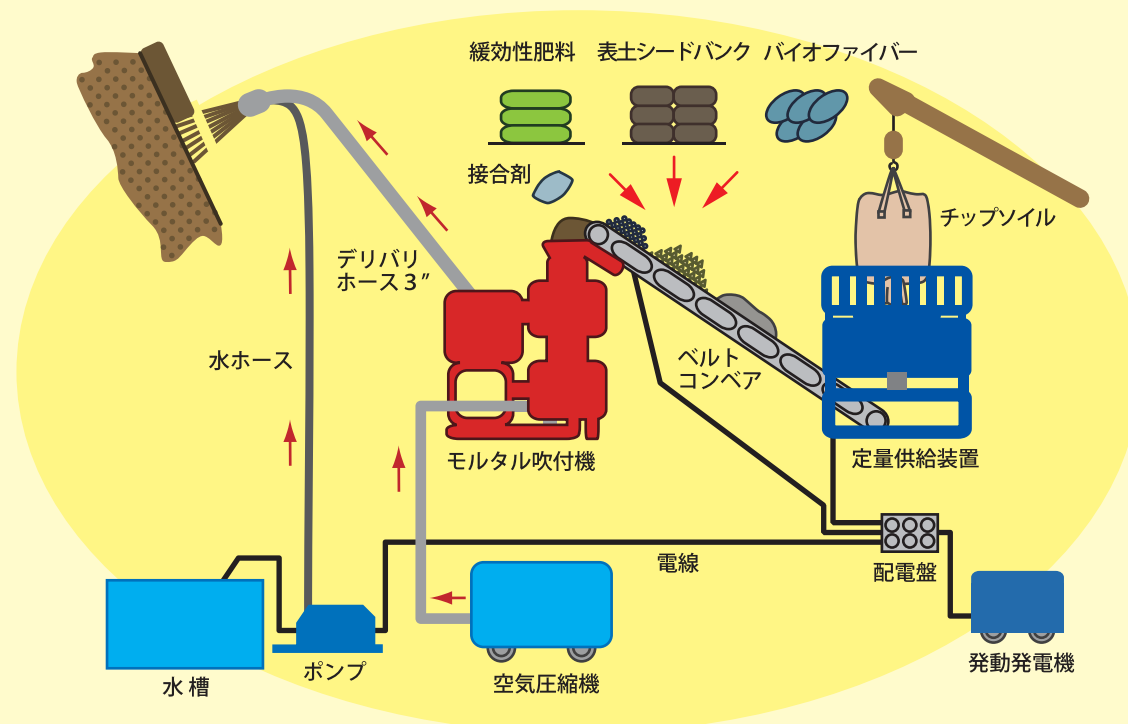 緩効性肥料
表土シードバンク
バイオファイバー
接合剤
チップソイル
デリバリ
ホース3”
水ホース
ベルト
コンベア
モルタル吹付機
定量供給装置
電線
配電盤
水槽
ポンプ
空気圧縮機
発動発電機